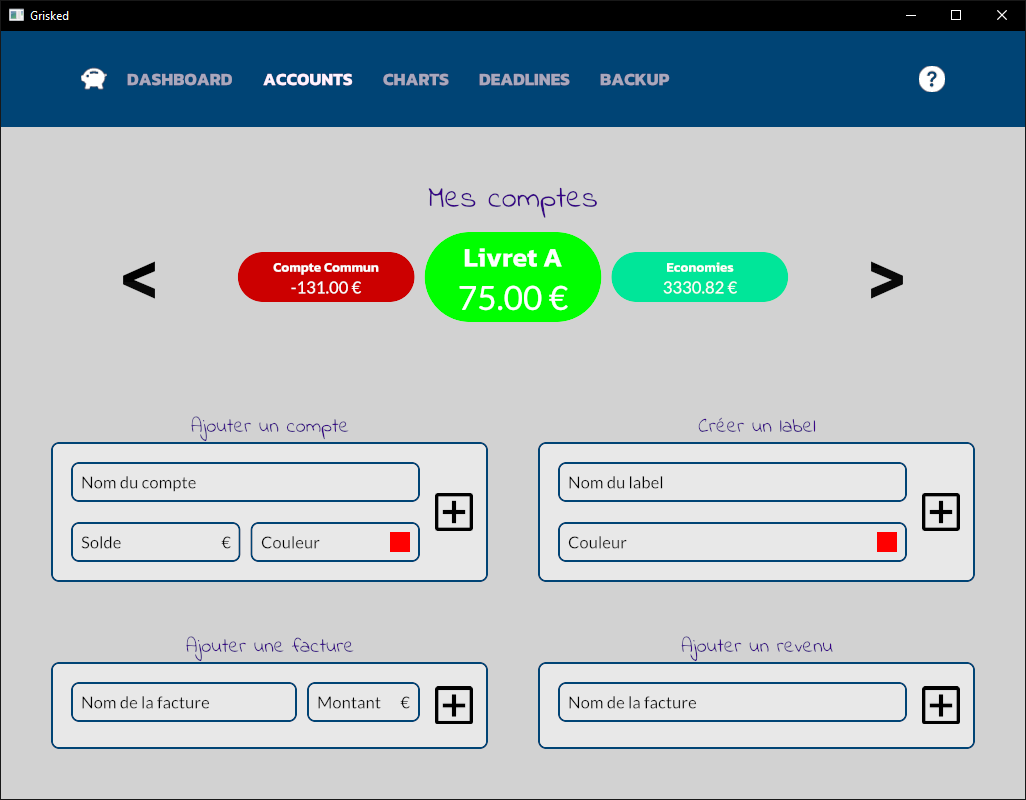 Grisked
DASHBOARD ACCOUNTS CHARTS DEADLINES BACKUP ?
Mes comptes
< Compte Commun Livret A Economies >
-131.00 € 75.00 € 3330.82 €
Ajouter un compte
Nom du compte
Solde € Couleur
Créer un label
Nom du label
Couleur
Ajouter une facture
Nom de la facture Montant €
Ajouter un revenu
Nom de la facture